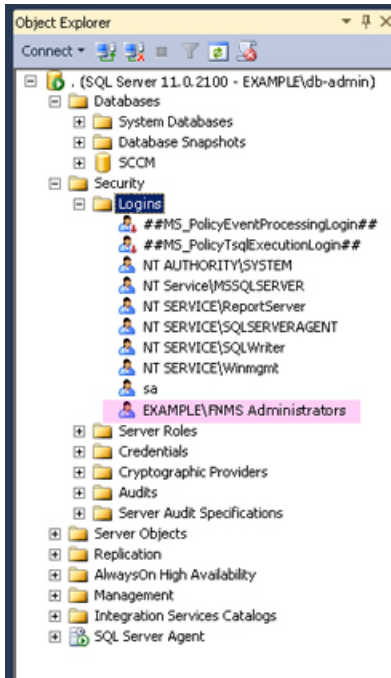 Object Explorer
Connect
. (SQL Server 11.0.2100 - EXAMPLE\db-admin)
Databases
System Databases
Database Snapshots
SCCM
Security
Logins
##MS_PolicyEventProcessingLogin##
##MS_PolicyTsqlExecutionLogin##
NT AUTHORITY\SYSTEM
NT Service\MSSQLSERVER
NT SERVICE\ReportServer
NT SERVICE\SQLSERVERAGENT
NT SERVICE\SQLWriter
NT SERVICE\Winmgmt
sa
EXAMPLE\FNMS Administrators
Server Roles
Credentials
Cryptographic Providers
Audits
Server Audit Specifications
Server Objects
Replication
AlwaysOn High Availability
Management
Integration Services Catalogs
SQL Server Agent